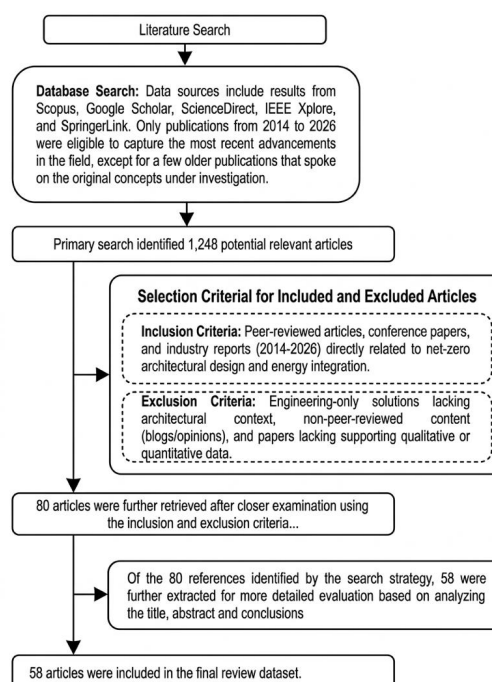 Literature Search
Database Search: Data sources include results from
Scopus, Google Scholar, ScienceDirect, IEEE Xplore,
and SpringerLink. Only publications from 2014 to 2026
were eligible to capture the most recent advancements
in the field, except for a few older publications that spoke
on the original concepts under investigation.
Primary search identified 1,248 potential relevant articles
Selection Criterial for Included and Excluded Articles
Inclusion Criteria: Peer-reviewed articles, conference papers,
and industry reports (2014-2026) directly related to net-zero
architectural design and energy integration.
Exclusion Criteria: Engineering-only solutions lacking
architectural context, non-peer-reviewed content
(blogs/opinions), and papers lacking supporting qualitative or
quantitative data.
80 articles were further retrieved after closer examination using
the inclusion and exclusion criteria...
Of the 80 references identified by the search strategy, 58 were
further extracted for more detailed evaluation based on analyzing
the title, abstract and conclusions
58 articles were included in the final review dataset.